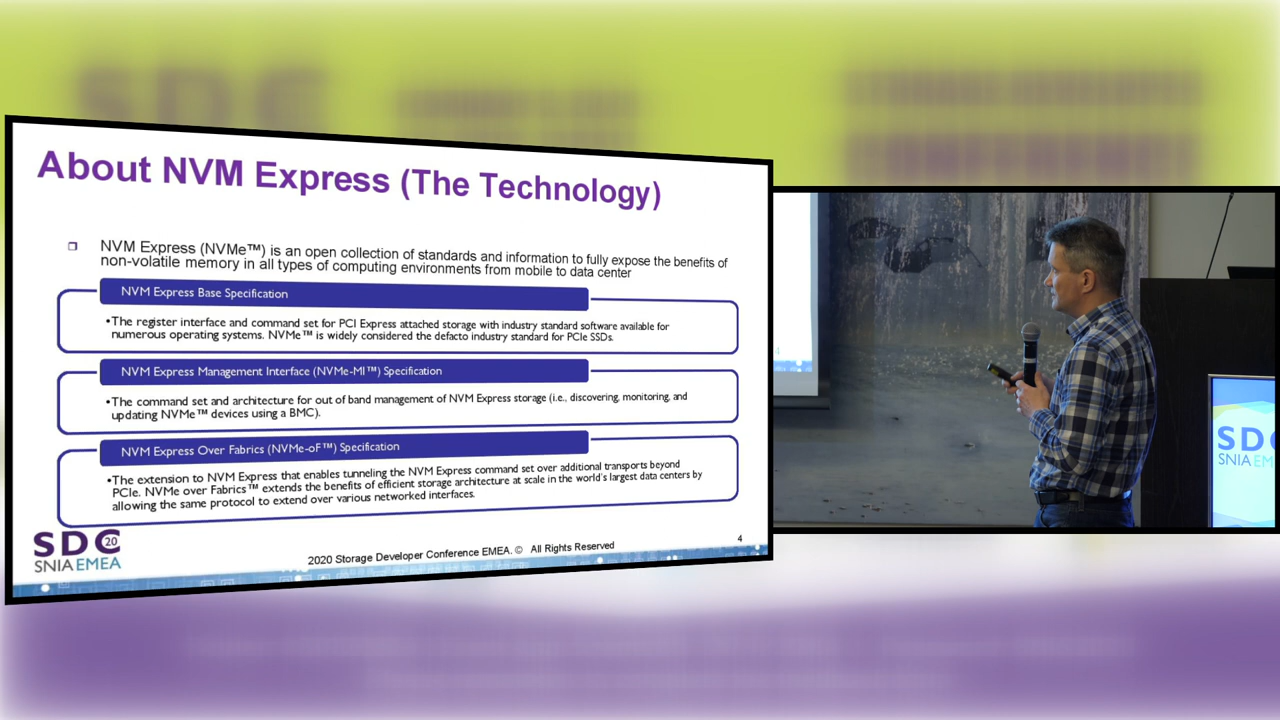 About NVM Express (The Technology)
NVM Express (NVMe™) is an open collection of standards and information to fully expose the benefits of
non-volatile memory in all types of computing environments from mobile to data center
NVM Express Base Specification
•The register interface and command set for PCI Express attached storage with industry standard software available for
numerous operating systems. NVMe™ is widely considered the defacto industry standard for PCIe SSDs.
NVM Express Management Interface (NVMe-MI™) Specification
•The command set and architecture for out of band management of NVM Express storage (i.e., discovering, monitoring, and
updating NVMe™ devices using a BMC).
NVM Express Over Fabrics (NVMe-oF™) Specification
•The extension to NVM Express that enables tunneling the NVM Express command set over additional transports beyond
PCIe. NVMe over Fabrics™ extends the benefits of efficient storage architecture at scale in the world's largest data centers by
allowing the same protocol to extend over various networked interfaces.
SDC 20
SNIA EMEA
2020 Storage Developer Conference EMEA. © All Rights Reserved
4
4
SD
SNIA EM